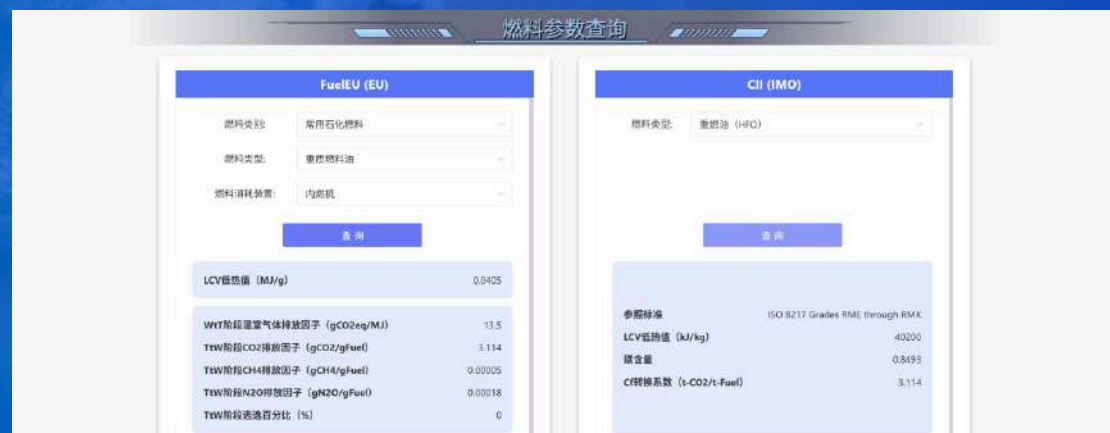 燃料参数查询
FuelEU (EU)
燃料类别: 常用石化燃料
燃料类型: 重质燃料油
燃料消耗装置: 内燃机
查询
LCV低热值（MJ/g） 0.0405
WtT阶段温室气体排放因子（gCO2eq/MJ） 13.5
TtW阶段CO2排放因子（gCO2/gFuel） 3.114
TtW阶段CH4排放因子（gCH4/gFuel） 0.00005
TtW阶段N2O排放因子（gN2O/gFuel） 0.00018
TtW阶段逃逸百分比（%） 0
CII (IMO)
燃料类型: 重燃油（HFO）
查询
参照标准 ISO 8217 Grades RME through RMK
LCV低热值（kJ/kg） 40200
碳含量 0.8493
Cf转换系数（t-CO2/t-Fuel） 3.114